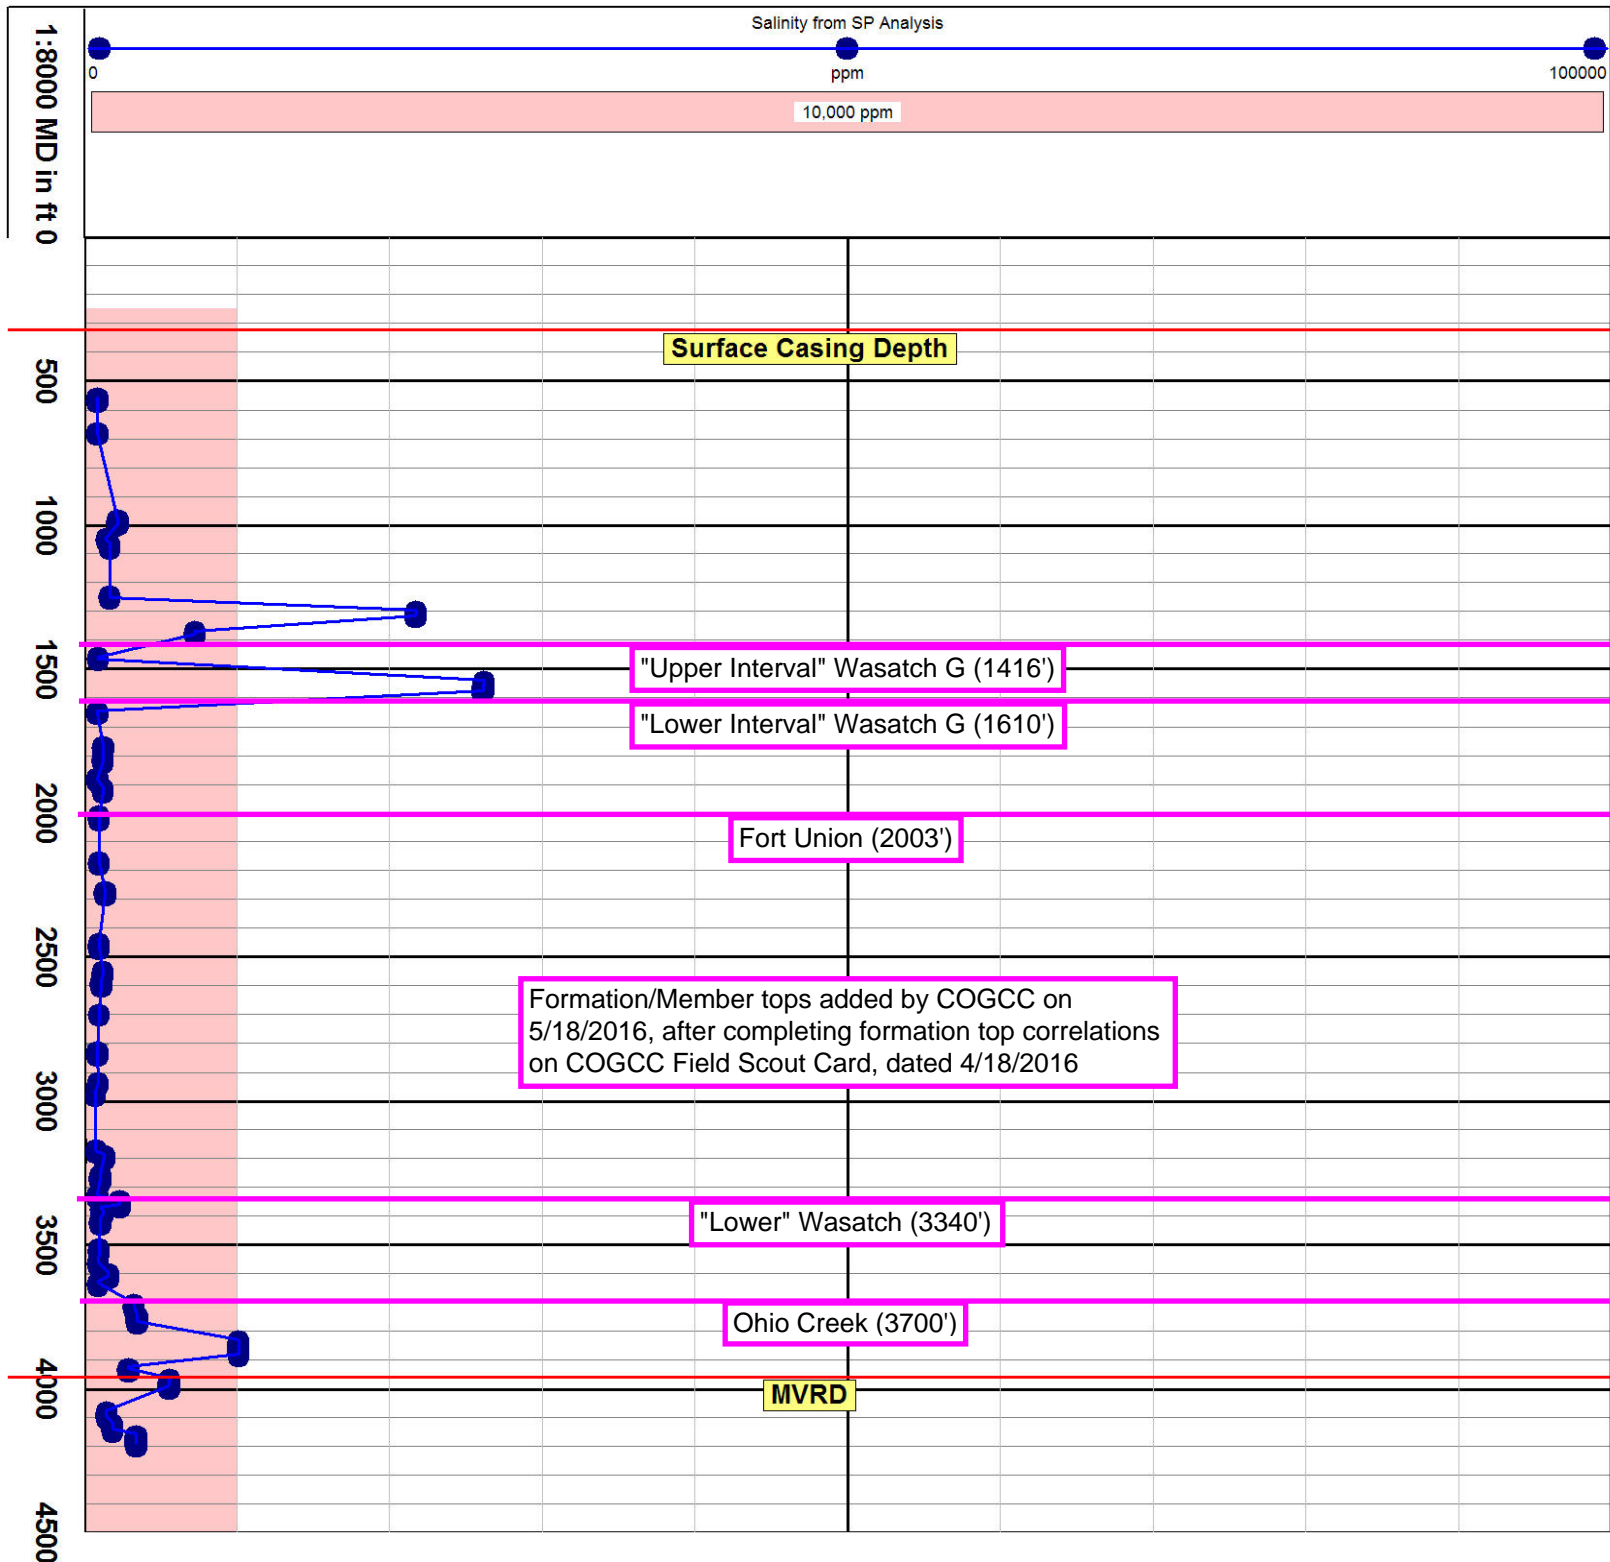 Salinity from SP Analysis
0 ppm 100000
10,000 ppm
1:8000 MD in ft
0
Surface Casing Depth
500
1000
1500
"Upper Interval" Wasatch G (1416')
"Lower Interval" Wasatch G (1610')
2000
Fort Union (2003')
2500
Formation/Member tops added by COGCC on
5/18/2016, after completing formation top correlations
on COGCC Field Scout Card, dated 4/18/2016
3000
"Lower" Wasatch (3340')
3500
Ohio Creek (3700')
4000
MVRD
4500